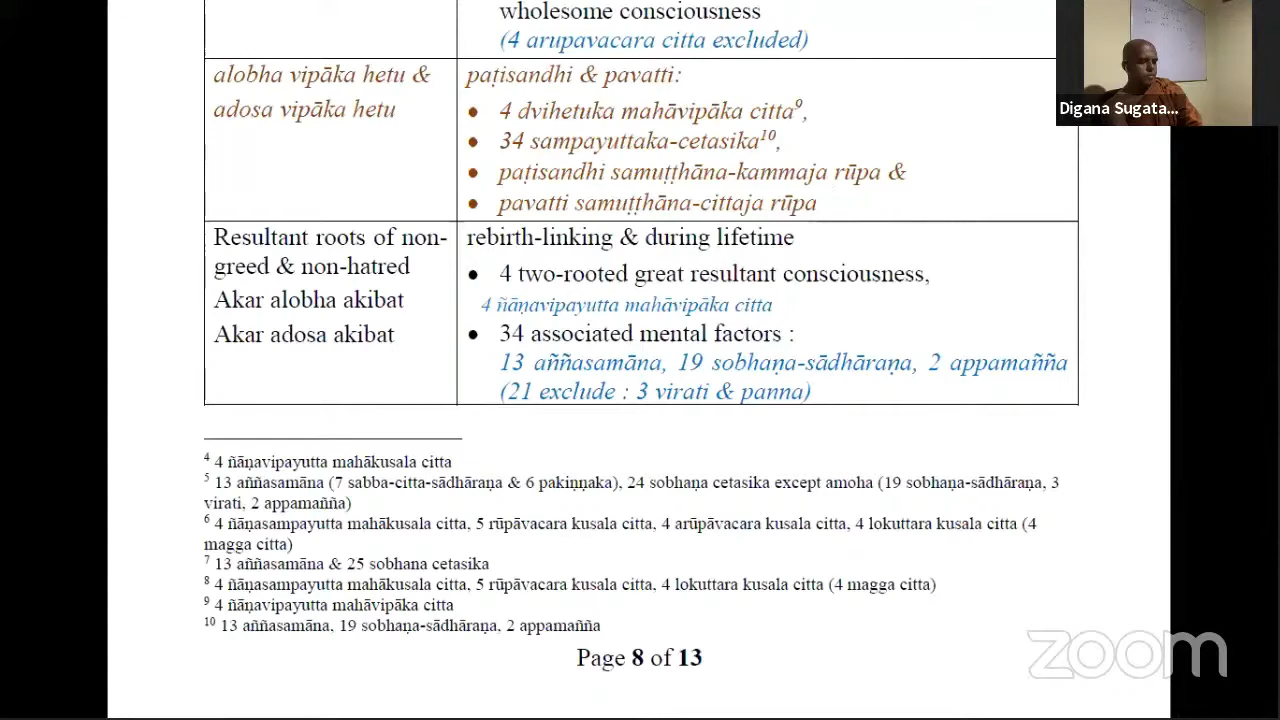 wholesome consciousness
(4 arupavacara citta excluded)
alobha vipāka hetu &
adosa vipāka hetu
paṭisandhi & pavatti:
• 4 dvihetuka mahāvipāka citta⁹,
• 34 sampayuttaka-cetasika¹⁰,
• paṭisandhi samuṭṭhāna-kammaja rūpa &
• pavatti samuṭṭhāna-cittaja rūpa
Resultant roots of non-
greed & non-hatred
Akar alobha akibat
Akar adosa akibat
rebirth-linking & during lifetime
• 4 two-rooted great resultant consciousness,
4 ñāṇavipayutta mahāvipāka citta
• 34 associated mental factors :
13 aññasamāna, 19 sobhaṇa-sādhāraṇa, 2 appamañña
(21 exclude : 3 virati & panna)
⁴ 4 ñāṇavipayutta mahākusala citta
⁵ 13 aññasamāna (7 sabba-citta-sādhāraṇa & 6 pakiṇṇaka), 24 sobhaṇa cetasika except amoha (19 sobhaṇa-sādhāraṇa, 3
virati, 2 appamañña)
⁶ 4 ñāṇasampayutta mahākusala citta, 5 rūpāvacara kusala citta, 4 arūpāvacara kusala citta, 4 lokuttara kusala citta (4
magga citta)
⁷ 13 aññasamāna & 25 sobhana cetasika
⁸ 4 ñāṇasampayutta mahākusala citta, 5 rūpāvacara kusala citta, 4 lokuttara kusala citta (4 magga citta)
⁹ 4 ñāṇavipayutta mahāvipāka citta
¹⁰ 13 aññasamāna, 19 sobhaṇa-sādhāraṇa, 2 appamañña
Page 8 of 13
Digana Sugata...
zoom